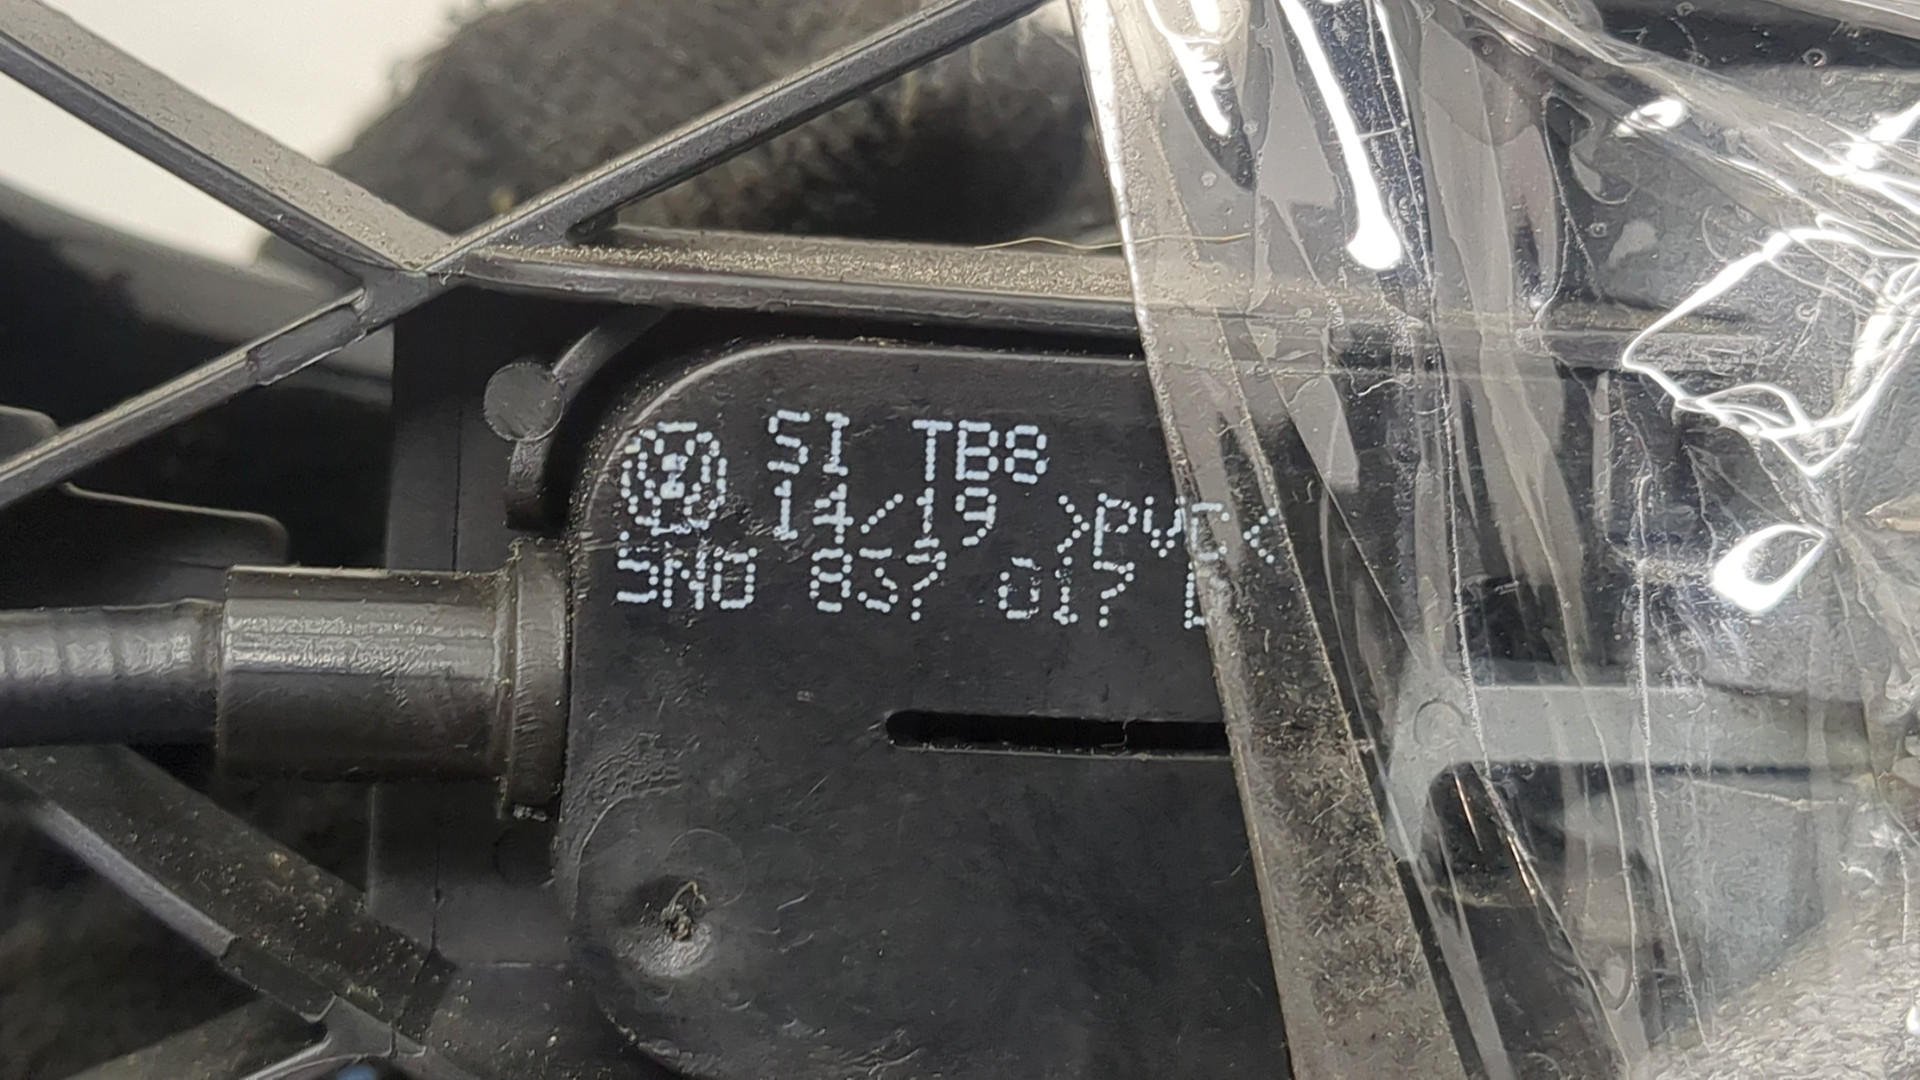 SI TB8
14/19 >PVC<
5N0 837 017